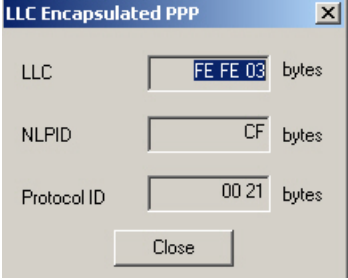 LLC Encapsulated PPP
LLC FE FE 03 bytes
NLPID CF bytes
Protocol ID 00 21 bytes
Close